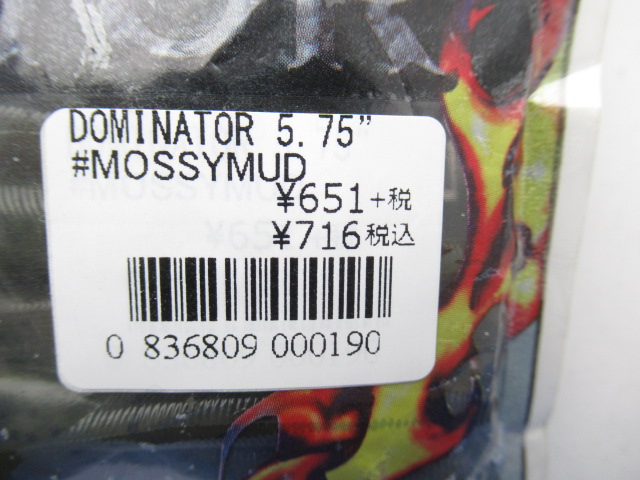 DOMINATOR 5.75"
#MOSSYMUD
¥651+税
¥716税込
0 836809 000190